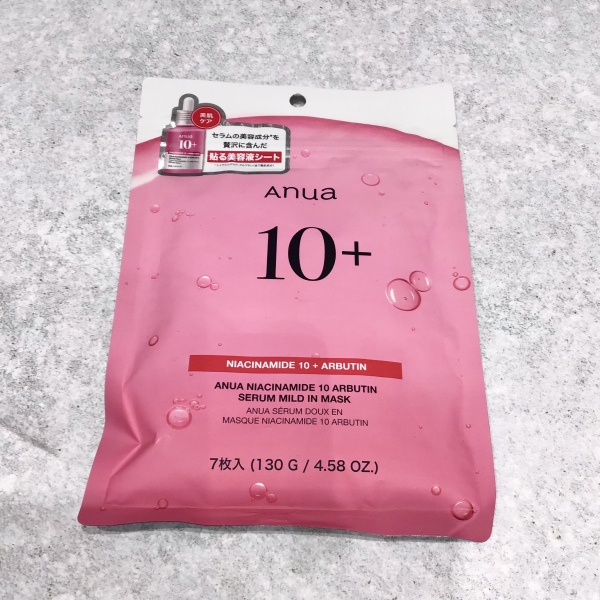 美肌
ケア
anua
10+
セラムの美容成分*を
贅沢に含んだ
貼る美容液シート
Anua
10+
NIACINAMIDE 10 + ARBUTIN
ANUA NIACINAMIDE 10 ARBUTIN
SERUM MILD IN MASK
ANUA SÉRUM DOUX EN
MASQUE NIACINAMIDE 10 ARBUTIN
7枚入 (130 G / 4.58 OZ.)